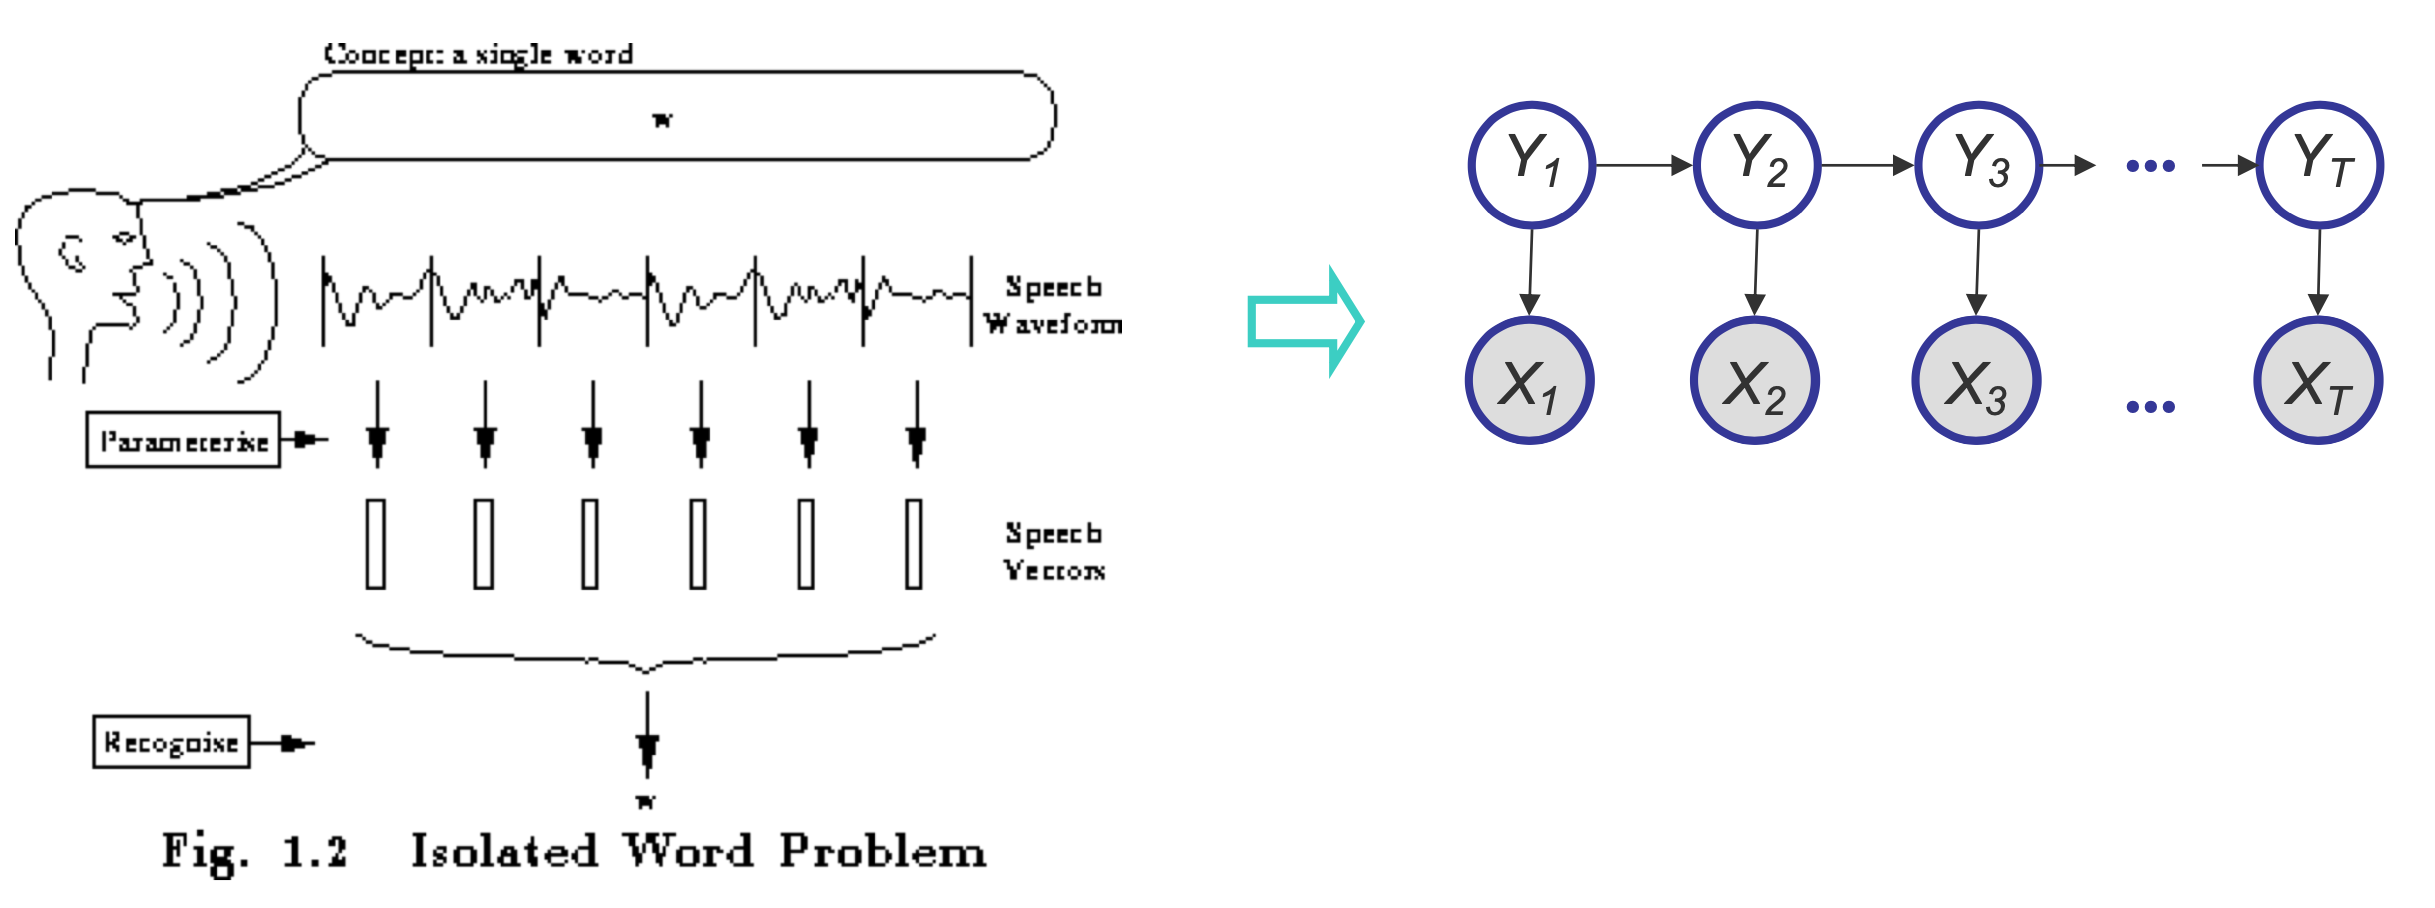 Concept: a single word
w
Speech
Waveform
Parameterise
Speech
Vectors
Recognise
w
Fig. 1.2 Isolated Word Problem
Y1 Y2 Y3 ••• YT
X1 X2 X3 ••• XT